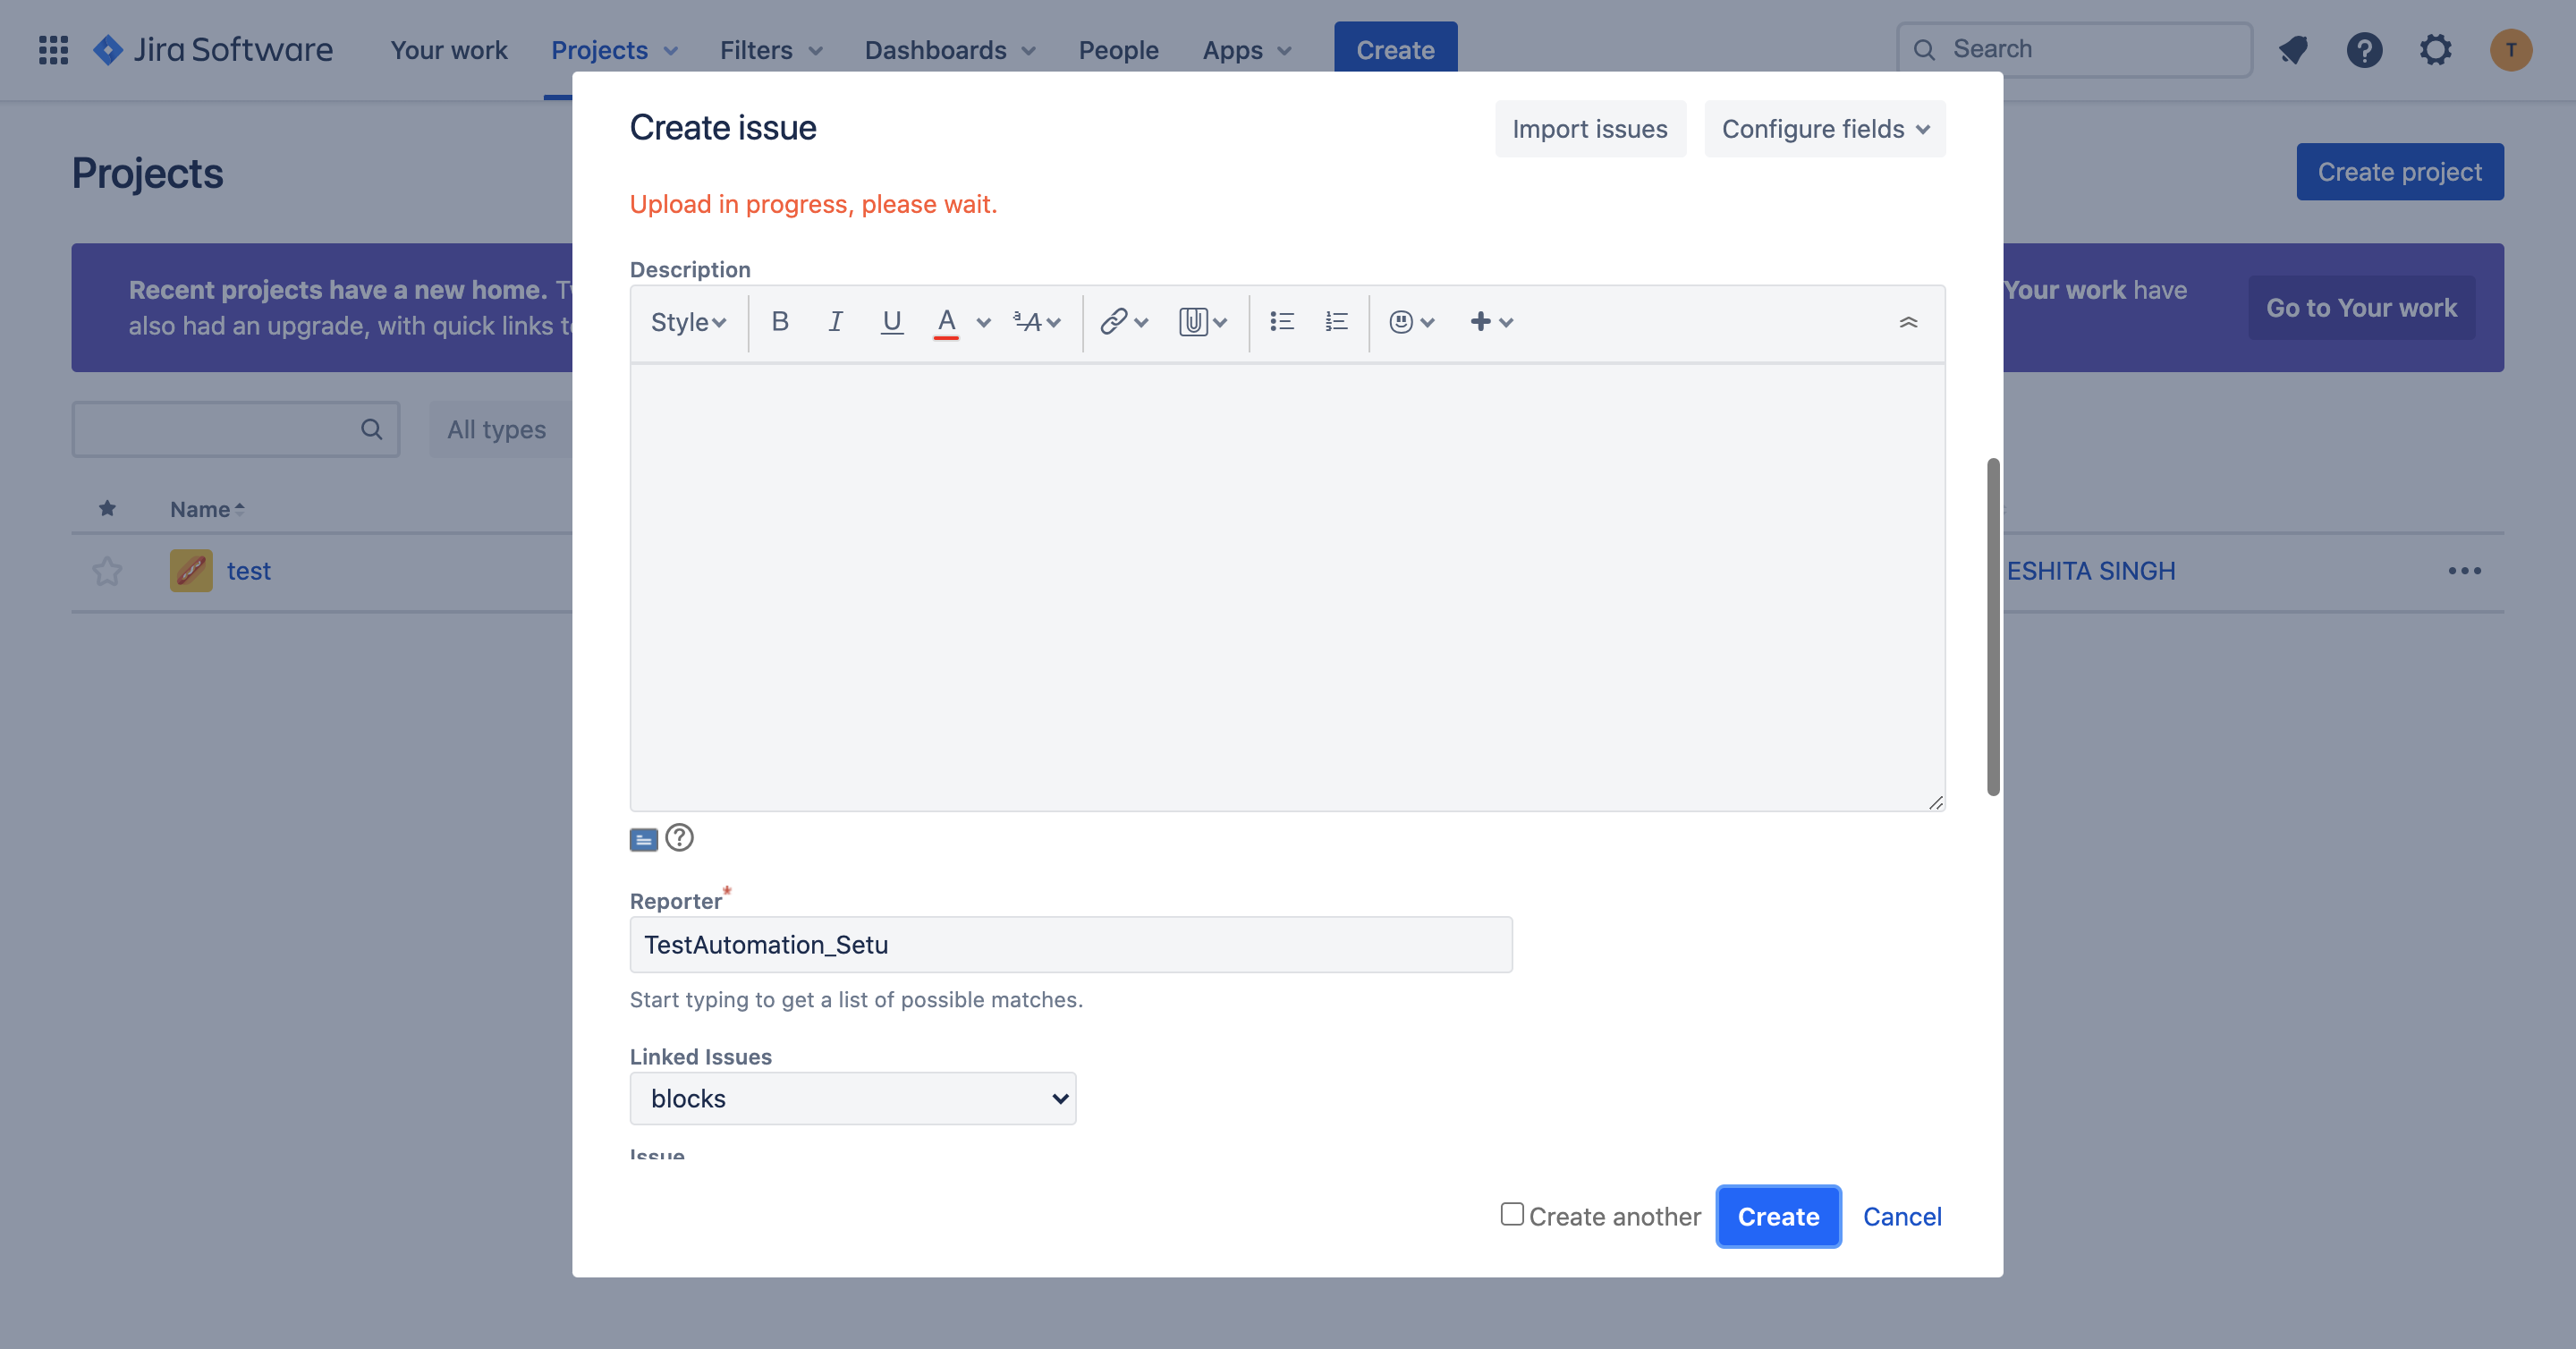 Jira Software
Your work
Projects
Filters
Dashboards
People
Apps
Create
Search
T
Projects
Create project
Recent projects have a new home.
also had an upgrade, with quick links
Your work have
Go to Your work
All types
Name
test
ESHITA SINGH
Create issue
Import issues
Configure fields
Upload in progress, please wait.
Description
Style
Reporter*
TestAutomation_Setu
Start typing to get a list of possible matches.
Linked Issues
blocks
Issue
Create another
Create
Cancel